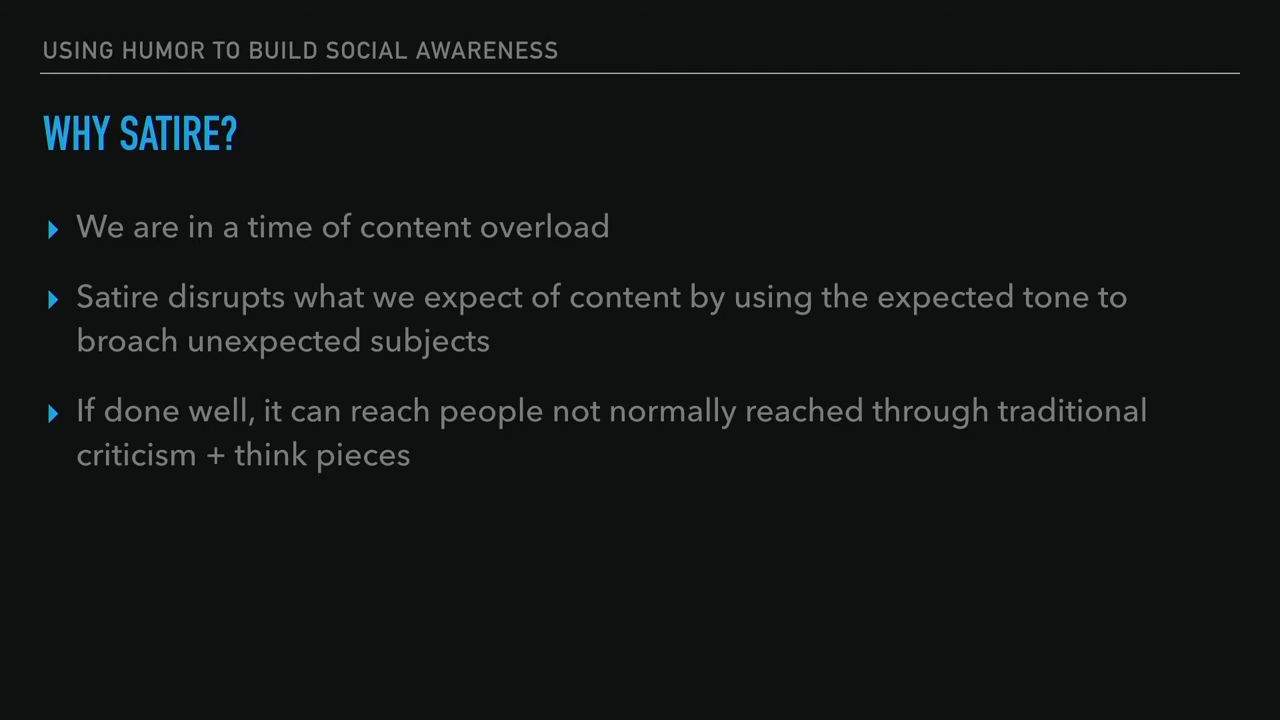 USING HUMOR TO BUILD SOCIAL AWARENESS
WHY SATIRE?
We are in a time of content overload
Satire disrupts what we expect of content by using the expected tone to
broach unexpected subjects
If done well, it can reach people not normally reached through traditional
criticism + think pieces